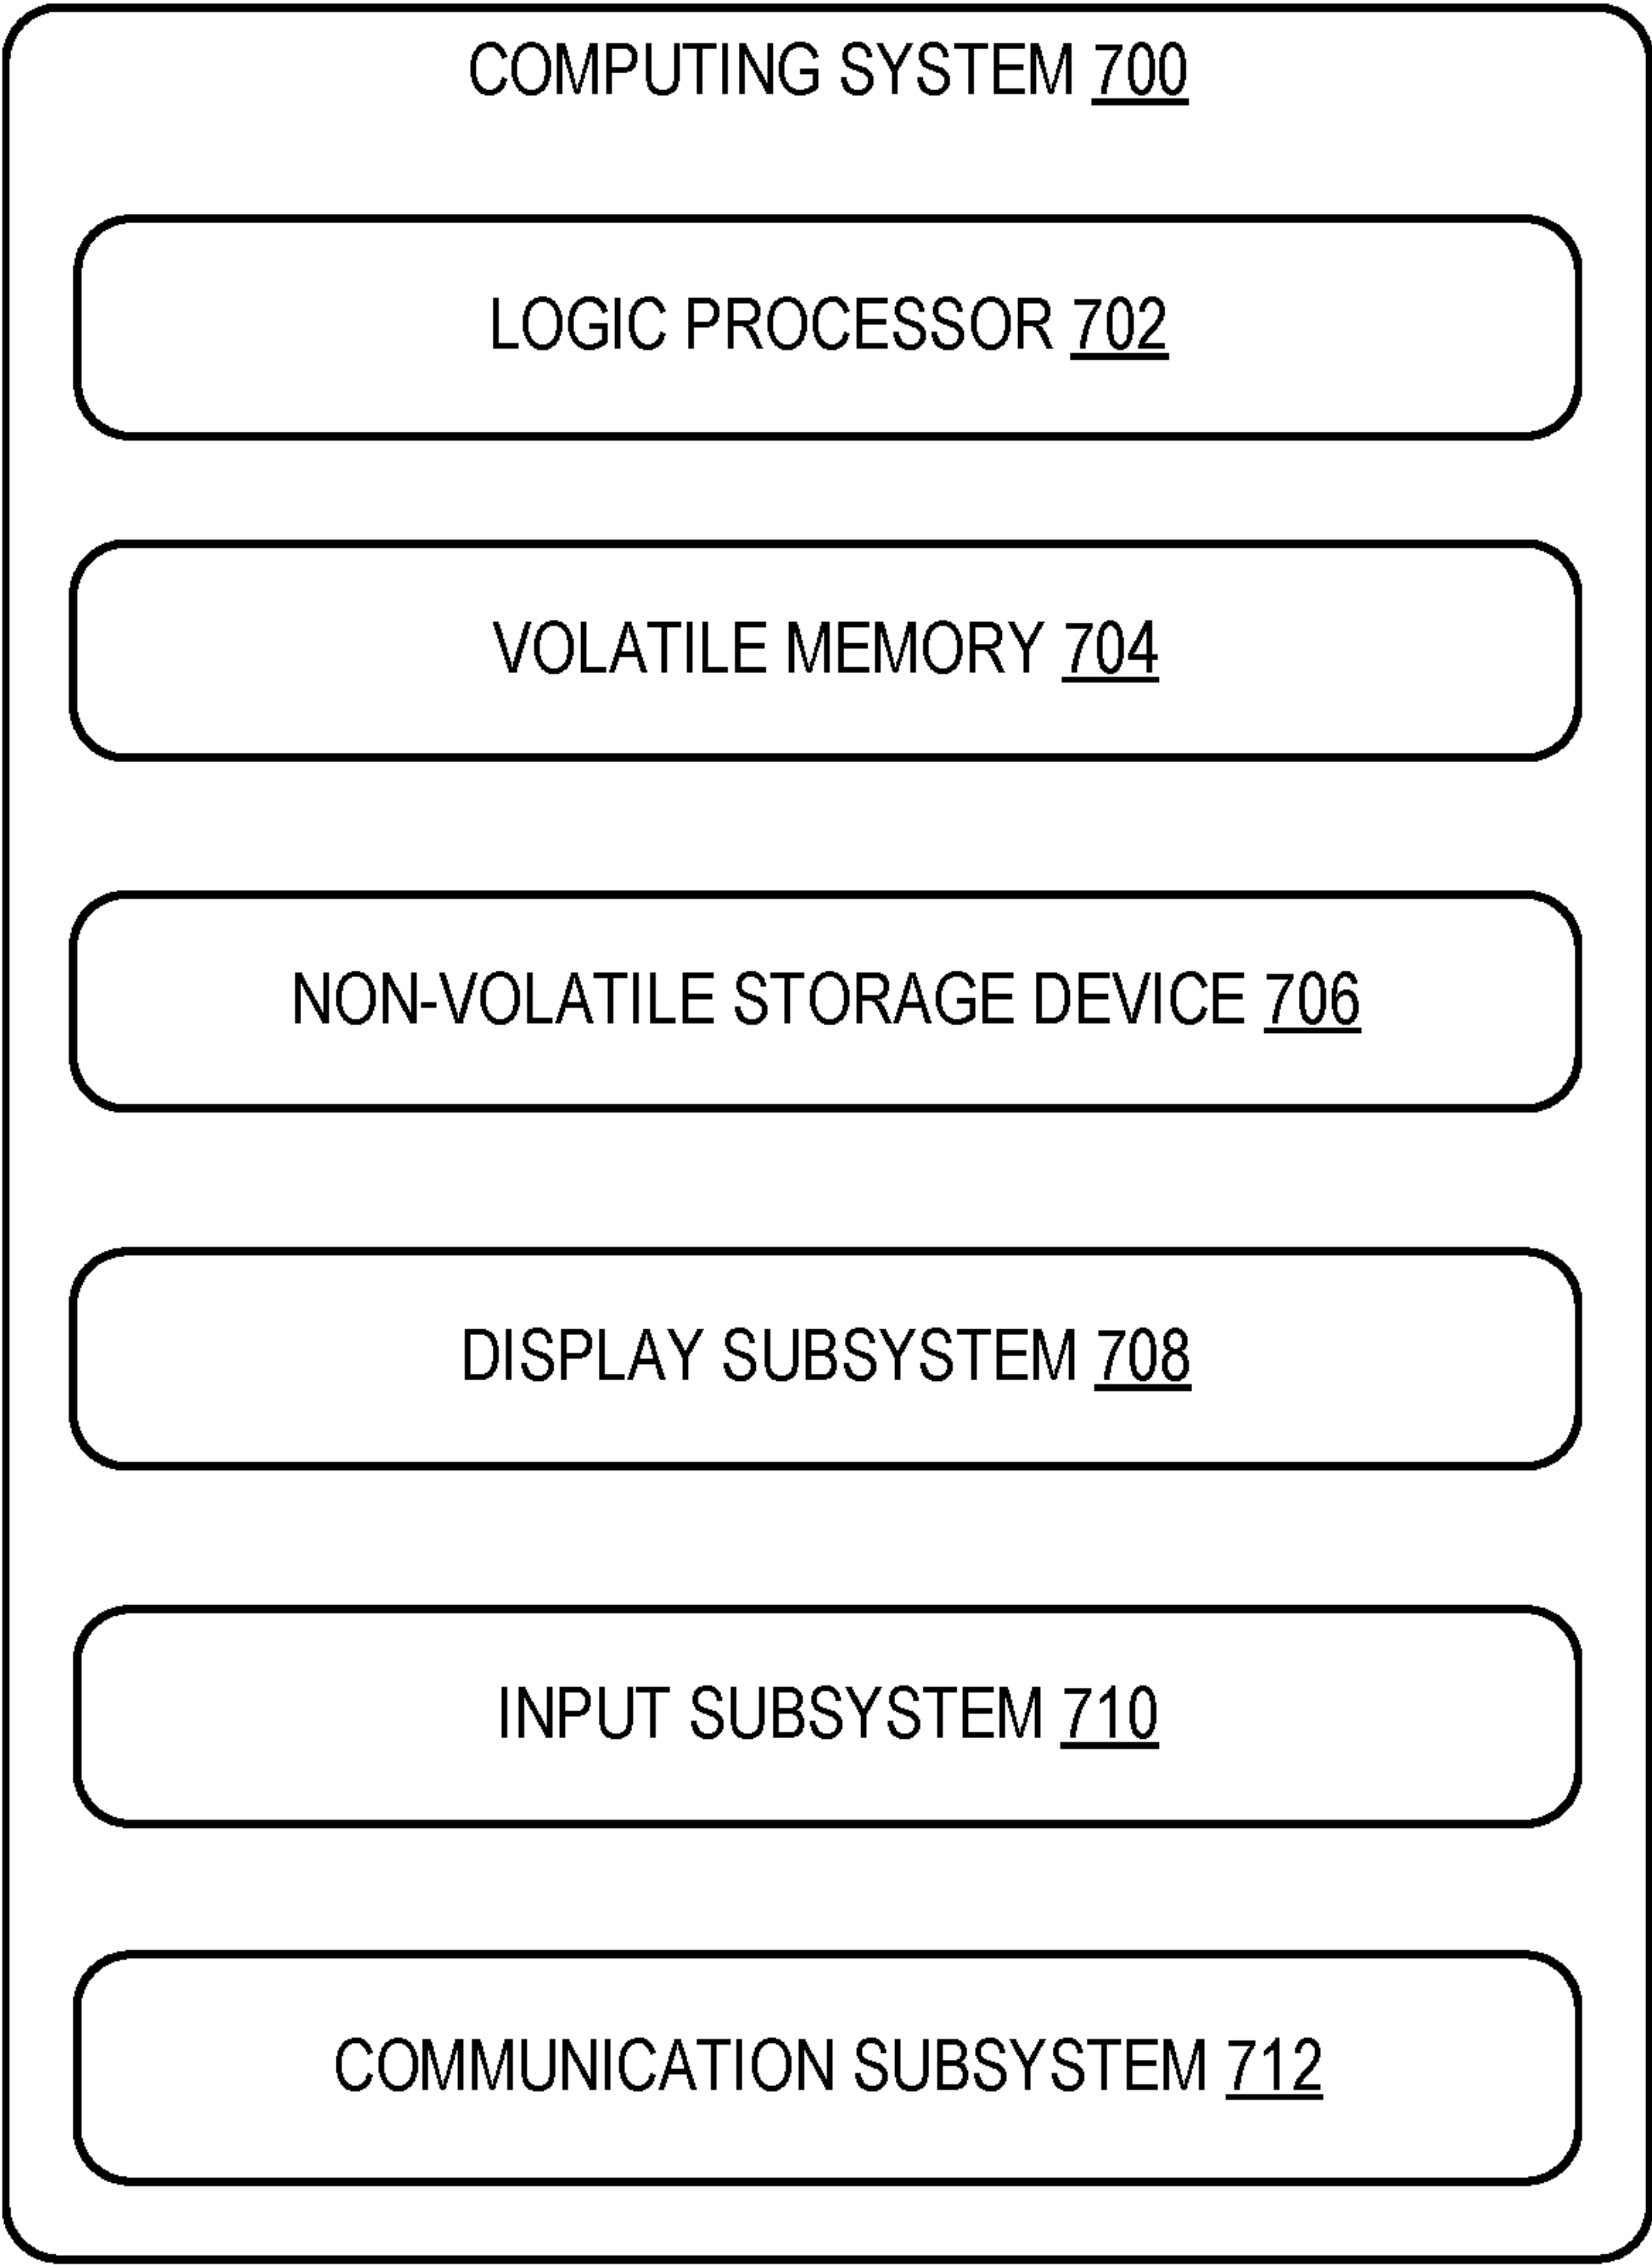 COMPUTING SYSTEM 700
LOGIC PROCESSOR 702
VOLATILE MEMORY 704
NON-VOLATILE STORAGE DEVICE 706
DISPLAY SUBSYSTEM 708
INPUT SUBSYSTEM 710
COMMUNICATION SUBSYSTEM 712